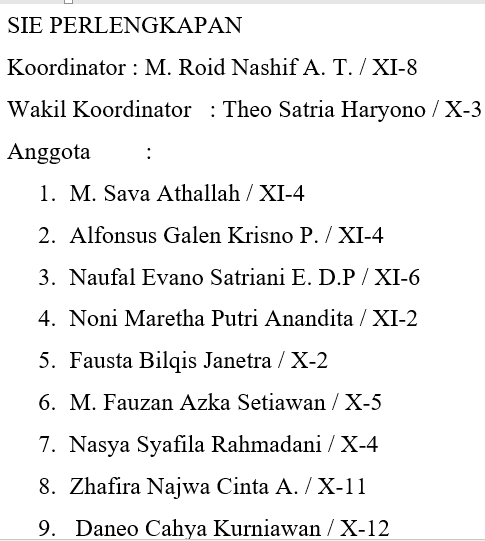 SIE PERLENGKAPAN
Koordinator : M. Roid Nashif A. T. / XI-8
Wakil Koordinator : Theo Satria Haryono / X-3
Anggota :
1. M. Sava Athallah / XI-4
2. Alfonsus Galen Krisno P. / XI-4
3. Naufal Evano Satriani E. D.P / XI-6
4. Noni Maretha Putri Anandita / XI-2
5. Fausta Bilqis Janetra / X-2
6. M. Fauzan Azka Setiawan / X-5
7. Nasya Syafila Rahmadani / X-4
8. Zhafira Najwa Cinta A. / X-11
9. Daneo Cahya Kurniawan / X-12